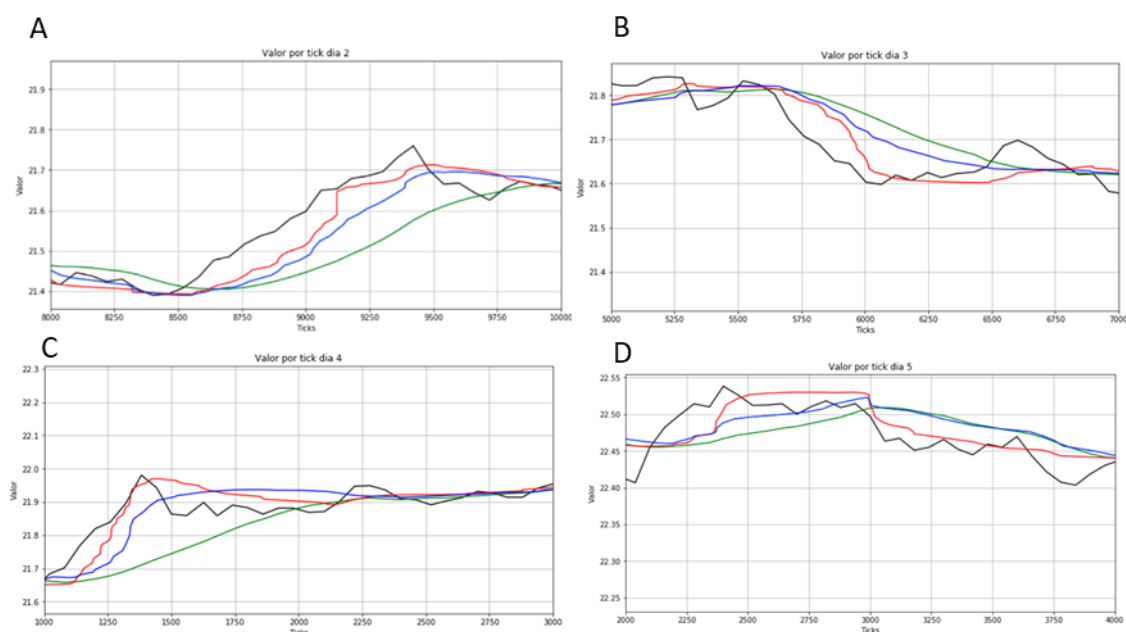 A
Valor por tick dia 2
21.9
21.8
21.7
21.6
21.5
21.4
Valor
8000 8250 8500 8750 9000 9250 9500 9750 10000
Ticks
B
Valor por tick dia 3
21.8
21.7
21.6
21.5
21.4
Valor
5000 5250 5500 5750 6000 6250 6500 6750 7000
Ticks
C
Valor por tick dia 4
22.3
22.2
22.1
22.0
21.9
21.8
21.7
21.6
Valor
1000 1250 1500 1750 2000 2250 2500 2750 3000
Ticks
D
Valor por tick dia 5
22.55
22.50
22.45
22.40
22.35
22.30
22.25
Valor
2000 2250 2500 2750 3000 3250 3500 3750 4000
Ticks